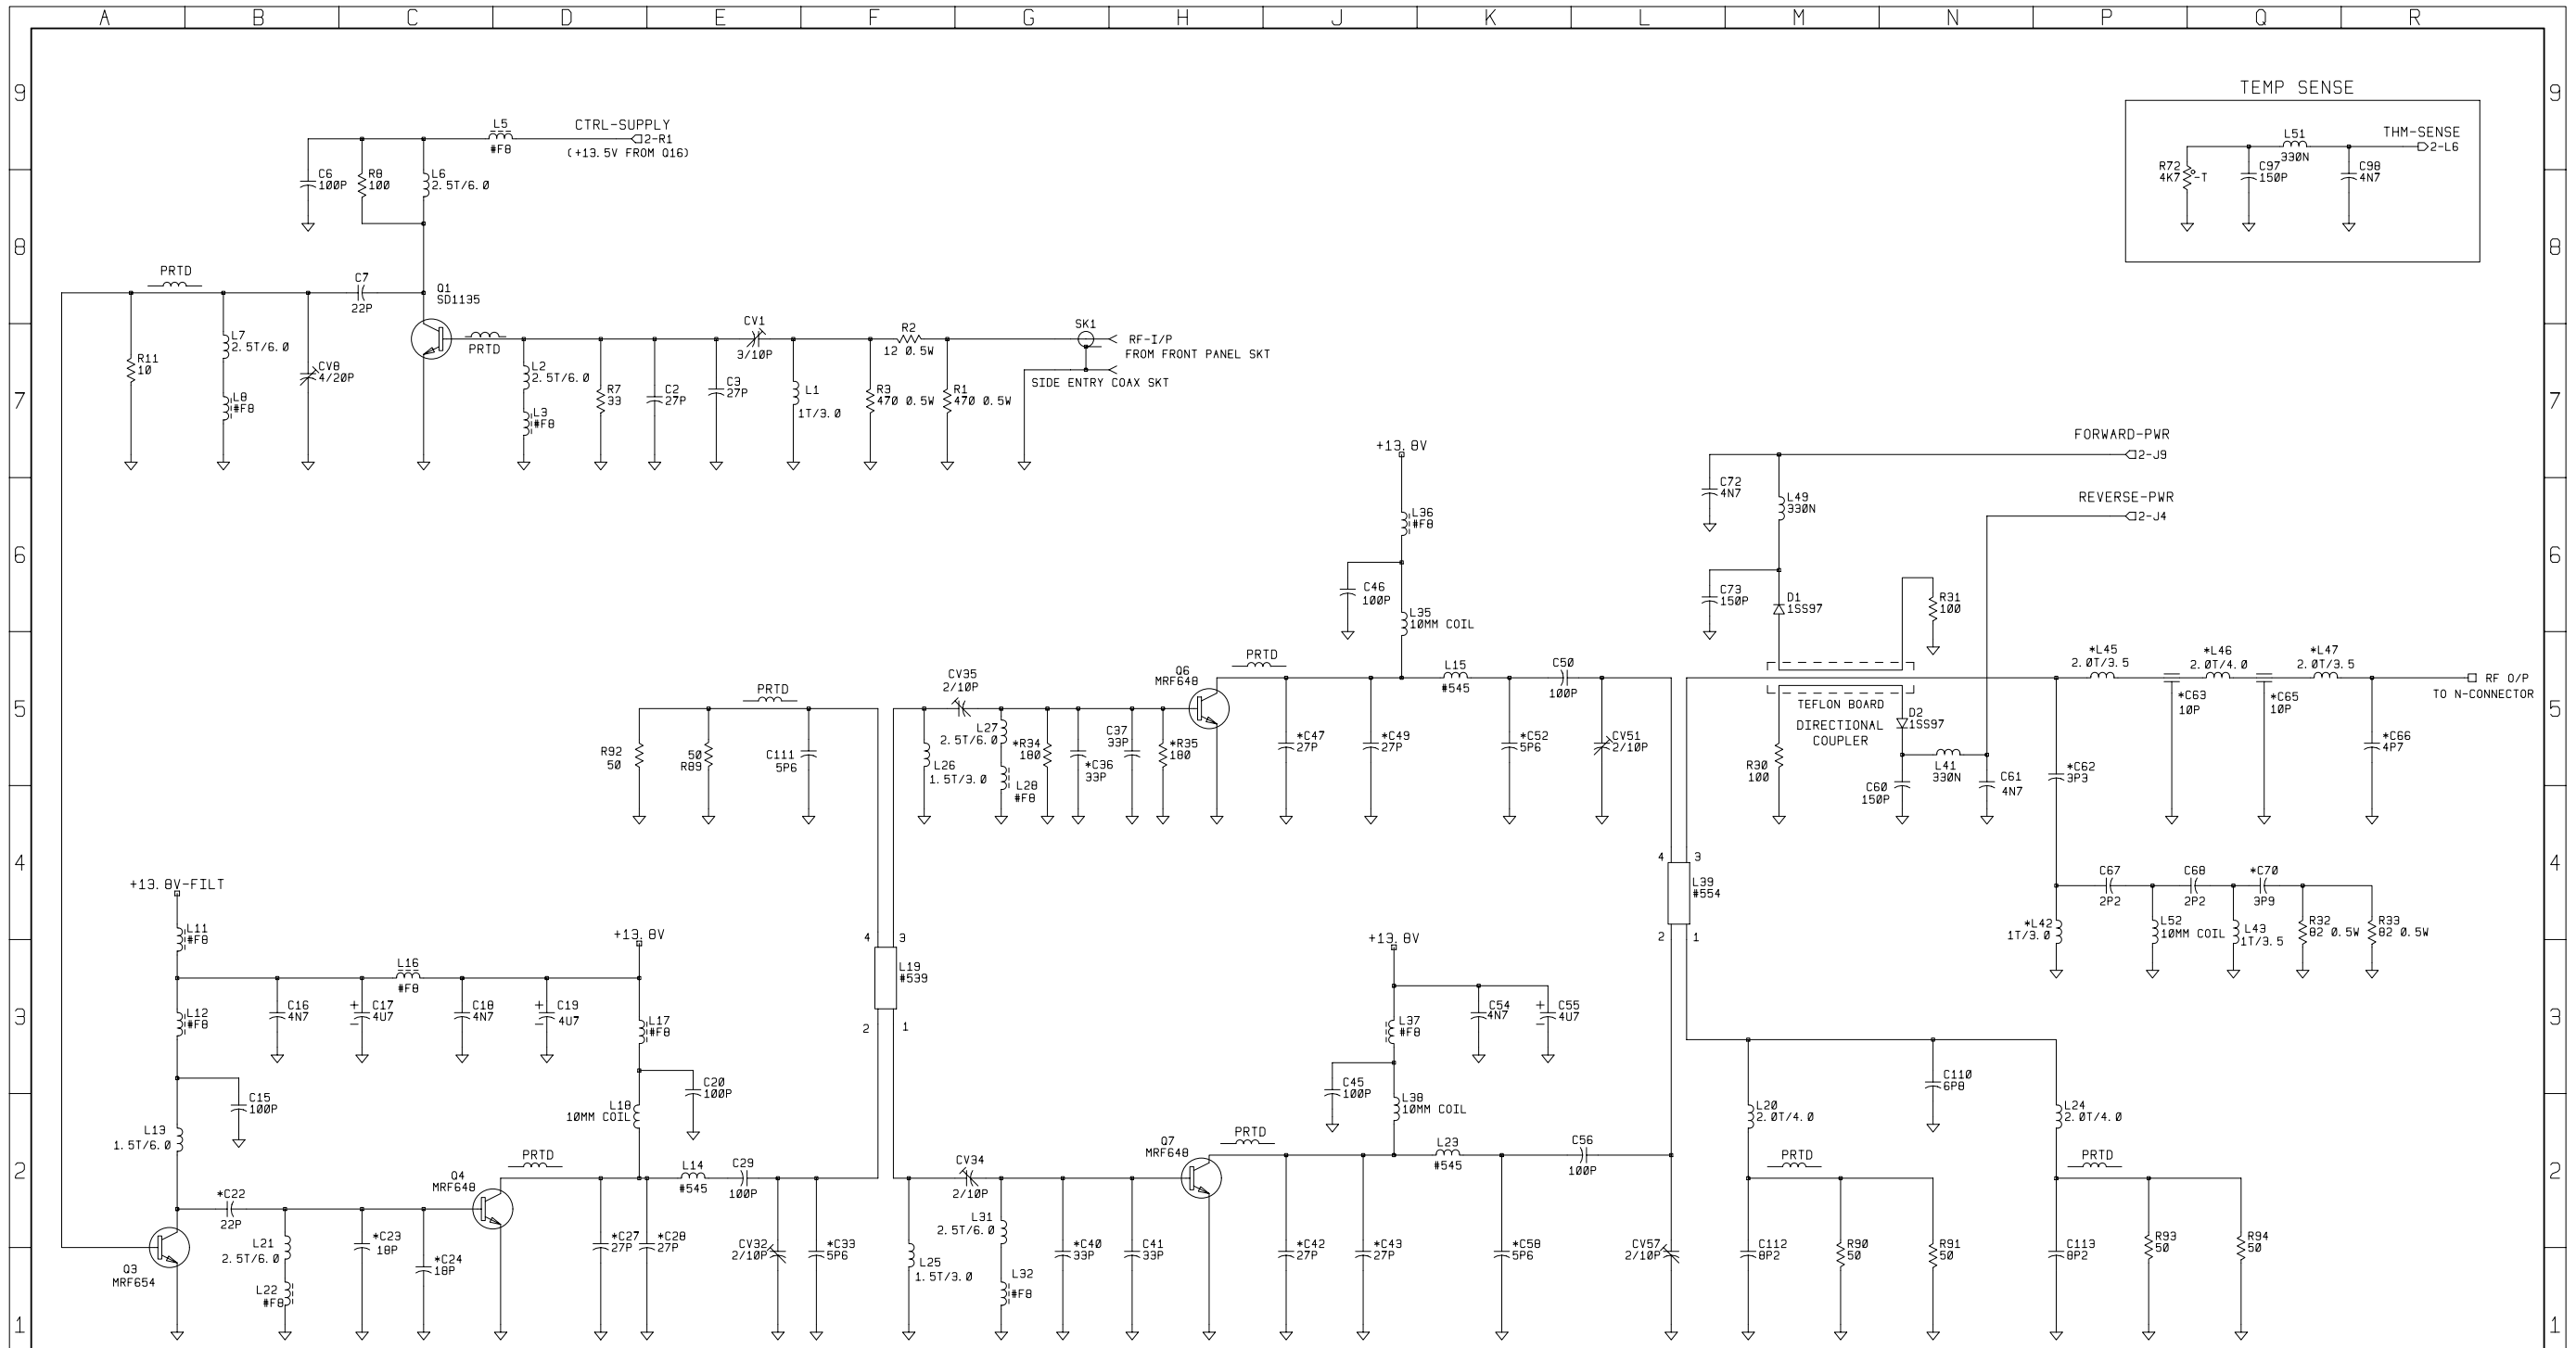 A B C D E F G H J K L M N P Q R
9
9
TEMP SENSE
L5
#F8
CTRL-SUPPLY
2-R1
(+13.5V FROM Q16)
L51
330N
THM-SENSE
2-L6
R72
4K7
-T
C97
150P
C98
4N7
C6
100P
R8
100
L6
2.5T/6.0
8
8
PRTD
C7
22P
Q1
SD1135
R11
10
L7
2.5T/6.0
L8
#F8
CV8
4/20P
PRTD
L2
2.5T/6.0
L3
#F8
R7
33
C2
27P
C3
27P
CV1
3/10P
L1
1T/3.0
R2
12 0.5W
R3
470 0.5W
R1
470 0.5W
SK1
RF-I/P
FROM FRONT PANEL SKT
SIDE ENTRY COAX SKT
7
7
+13.8V
FORWARD-PWR
2-J9
REVERSE-PWR
2-J4
C72
4N7
L49
330N
L36
#F8
6
6
C46
100P
L35
10MM COIL
C73
150P
D1
1SS97
R31
100
PRTD
CV35
2/10P
Q6
MRF648
PRTD
L15
#545
C50
100P
*L45
2.0T/3.5
*L46
2.0T/4.0
*L47
2.0T/3.5
RF O/P
TO N-CONNECTOR
5
5
R92
50
50
R89
C111
5P6
L26
1.5T/3.0
L27
2.5T/6.0
L28
#F8
*R34
180
*C36
33P
C37
33P
*R35
180
*C47
27P
*C49
27P
*C52
5P6
CV51
2/10P
TEFLON BOARD
DIRECTIONAL
COUPLER
D2
1SS97
R30
100
L41
330N
C60
150P
C61
4N7
*C62
3P3
*C63
10P
*C65
10P
*C66
4P7
4
4
+13.8V-FILT
L11
#F8
+13.8V
4 3
L19
#539
2 1
+13.8V
4 3
L39
#554
2 1
C67
2P2
C68
2P2
*C70
3P9
*L42
1T/3.0
L52
10MM COIL
L43
1T/3.5
R32
82 0.5W
R33
82 0.5W
3
3
L16
#F8
L12
#F8
C16
4N7
+
–
C17
4U7
C18
4N7
+
–
C19
4U7
L17
#F8
L37
#F8
C54
4N7
+
–
C55
4U7
C15
100P
C20
100P
L18
10MM COIL
C45
100P
L38
10MM COIL
C110
6P8
L20
2.0T/4.0
L24
2.0T/4.0
L13
1.5T/6.0
2
2
Q4
MRF648
PRTD
L14
#545
C29
100P
CV34
2/10P
Q7
MRF648
PRTD
L23
#545
C56
100P
PRTD
PRTD
*C22
22P
Q3
MRF654
L21
2.5T/6.0
L22
#F8
*C23
18P
*C24
18P
*C27
27P
*C28
27P
CV32
2/10P
*C33
5P6
L25
1.5T/3.0
L31
2.5T/6.0
L32
#F8
*C40
33P
C41
33P
*C42
27P
*C43
27P
*C58
5P6
CV57
2/10P
C112
8P2
R90
50
R91
50
C113
8P2
R93
50
R94
50
1
1